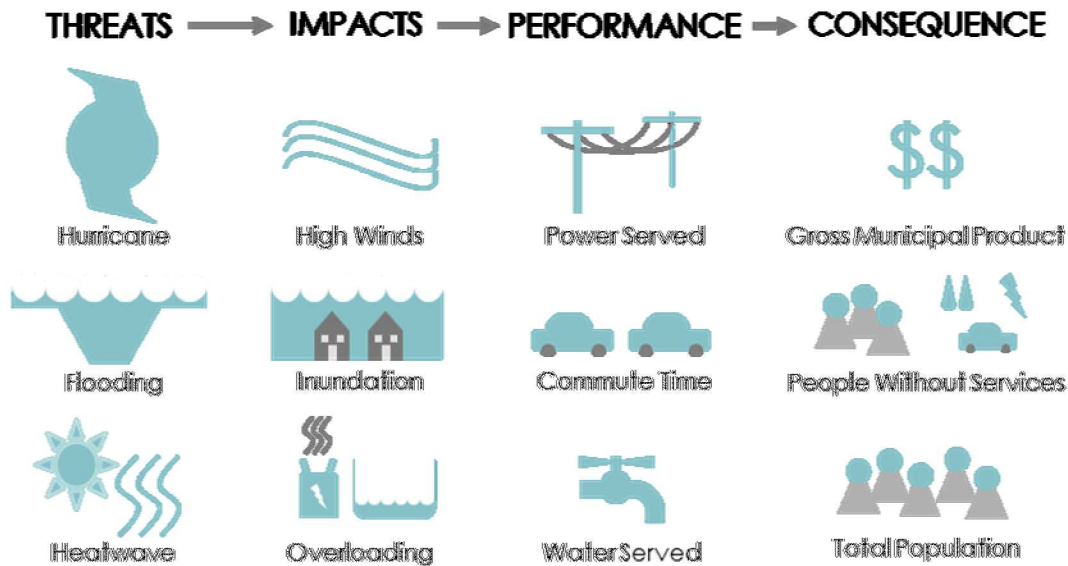 THREATS IMPACTS PERFORMANCE CONSEQUENCE
Hurricane High Winds Power Served Gross Municipal Product
Flooding Inundation Commute Time People Without Services
Heatwave Overloading Water Served Total Population